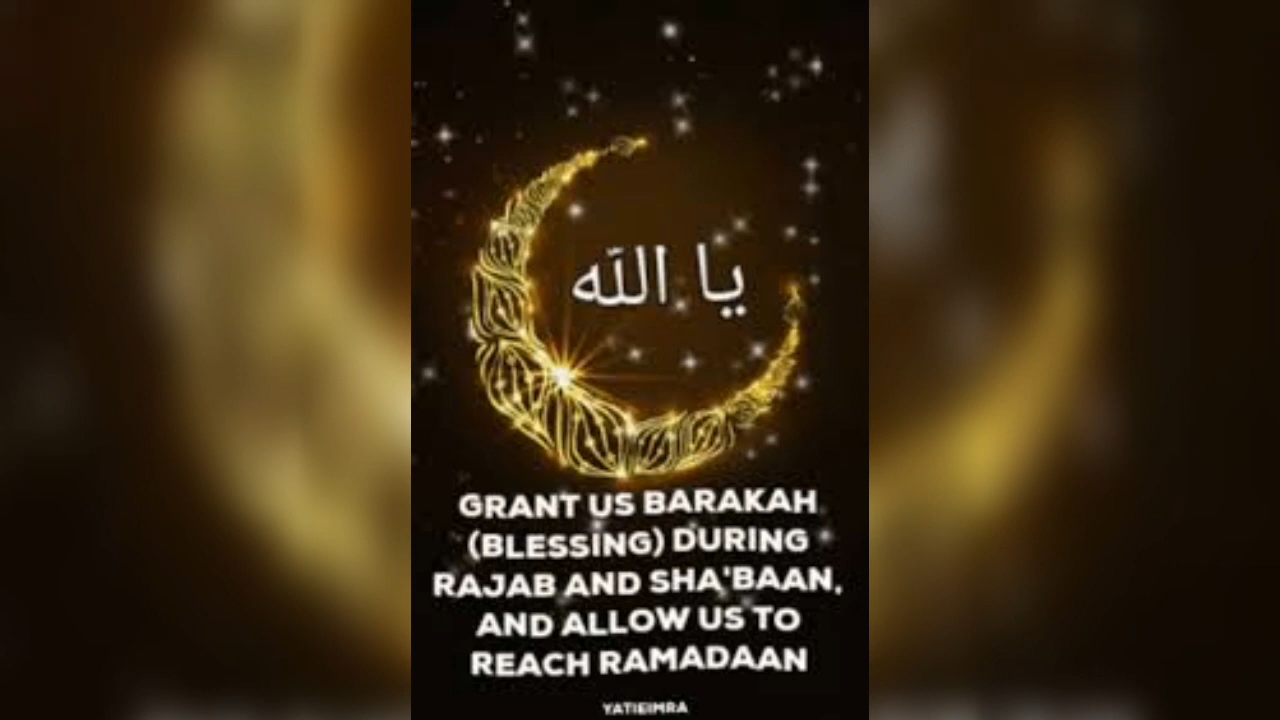 يا الله
GRANT US BARAKAH
(BLESSING) DURING
RAJAB AND SHA'BAAN,
AND ALLOW US TO
REACH RAMADAAN
YATIEIMRA